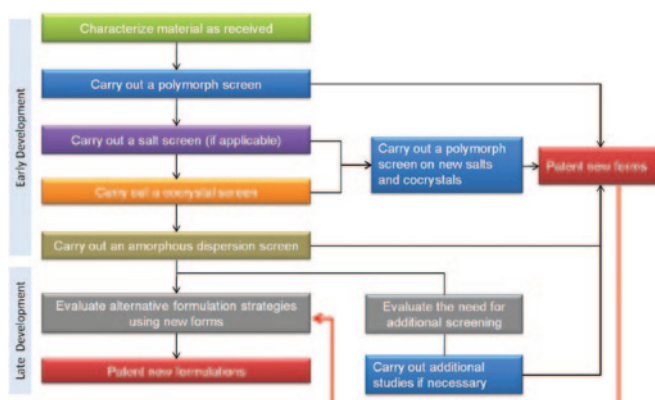 Early Development
Characterize material as received
Carry out a polymorph screen
Carry out a salt screen (if applicable)
Carry out a polymorph
screen on new salts
and cocrystals
Patent new forms
Carry out a cocrystal screen
Carry out an amorphous dispersion screen
Late Development
Evaluate alternative formulation strategies
using new forms
Evaluate the need for
additional screening
Patent new formulations
Carry out additional
studies if necessary